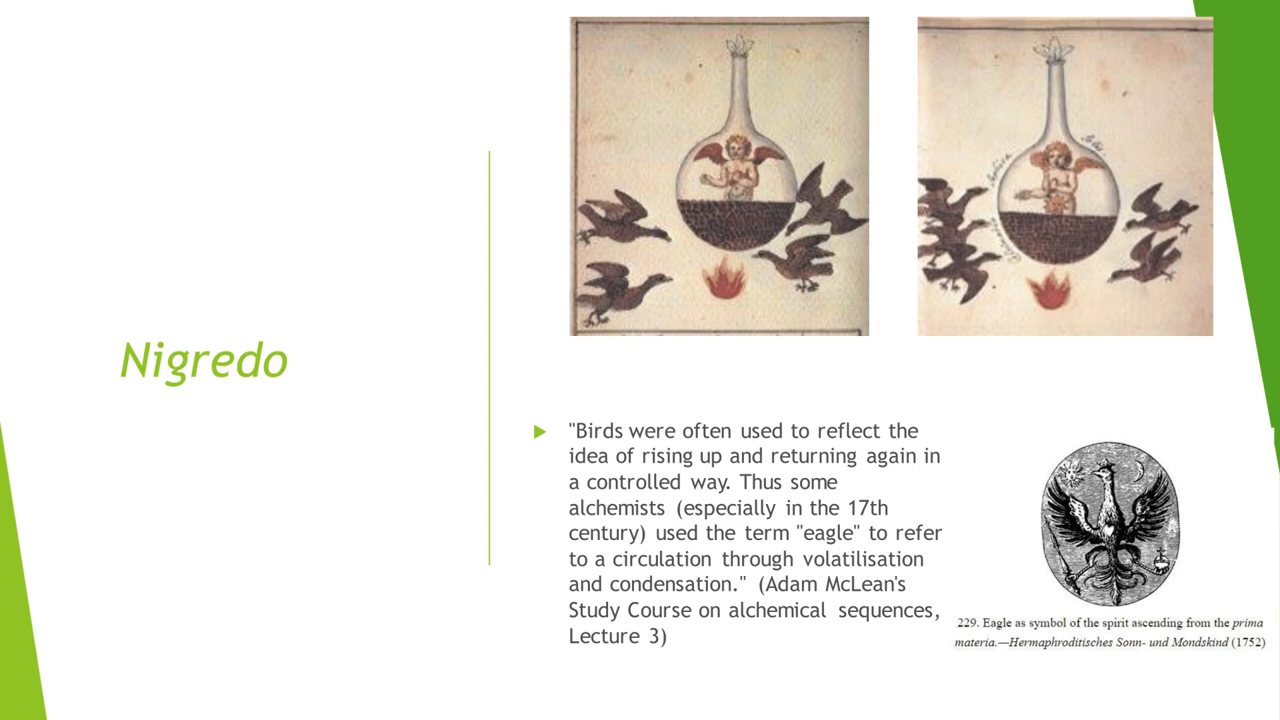 Nigredo
"Birds were often used to reflect the
idea of rising up and returning again in
a controlled way. Thus some
alchemists (especially in the 17th
century) used the term "eagle" to refer
to a circulation through volatilisation
and condensation." (Adam McLean's
Study Course on alchemical sequences,
Lecture 3)
229. Eagle as symbol of the spirit ascending from the prima
materia.—Hermaphroditisches Sonn- und Mondskind (1752)